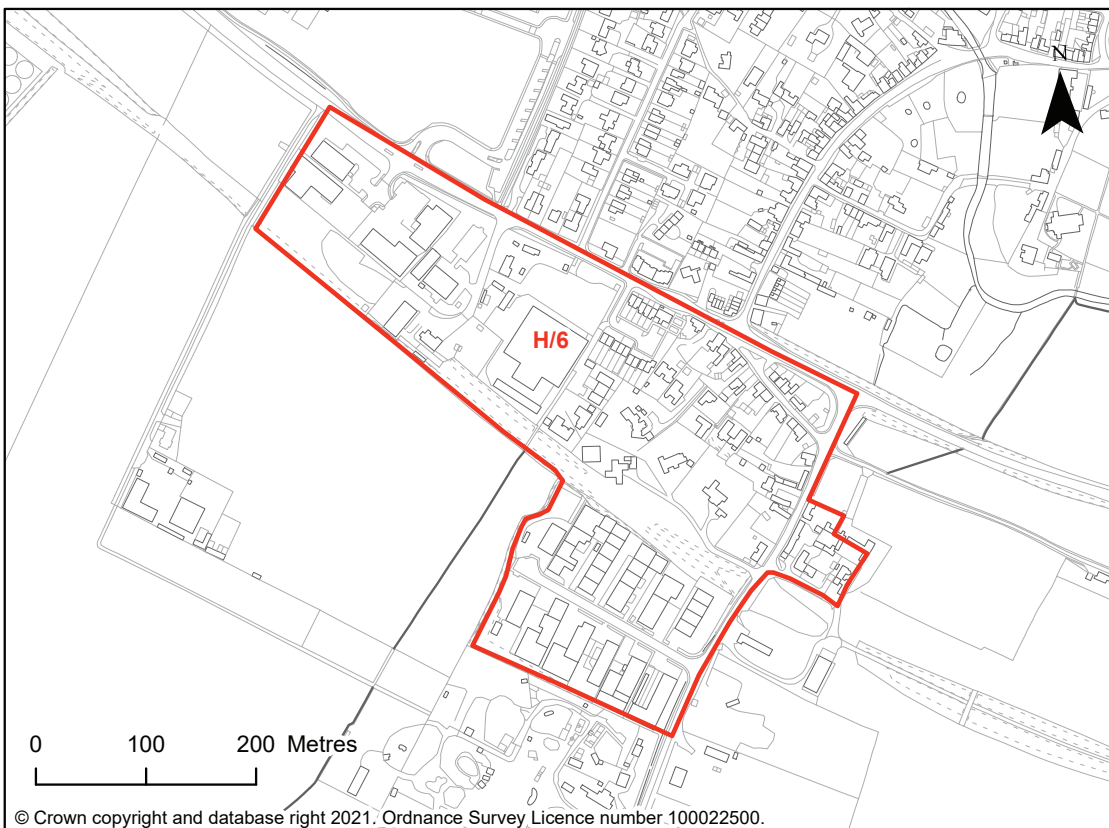 N
H/6
0 100 200 Metres
© Crown copyright and database right 2021. Ordnance Survey Licence number 100022500.